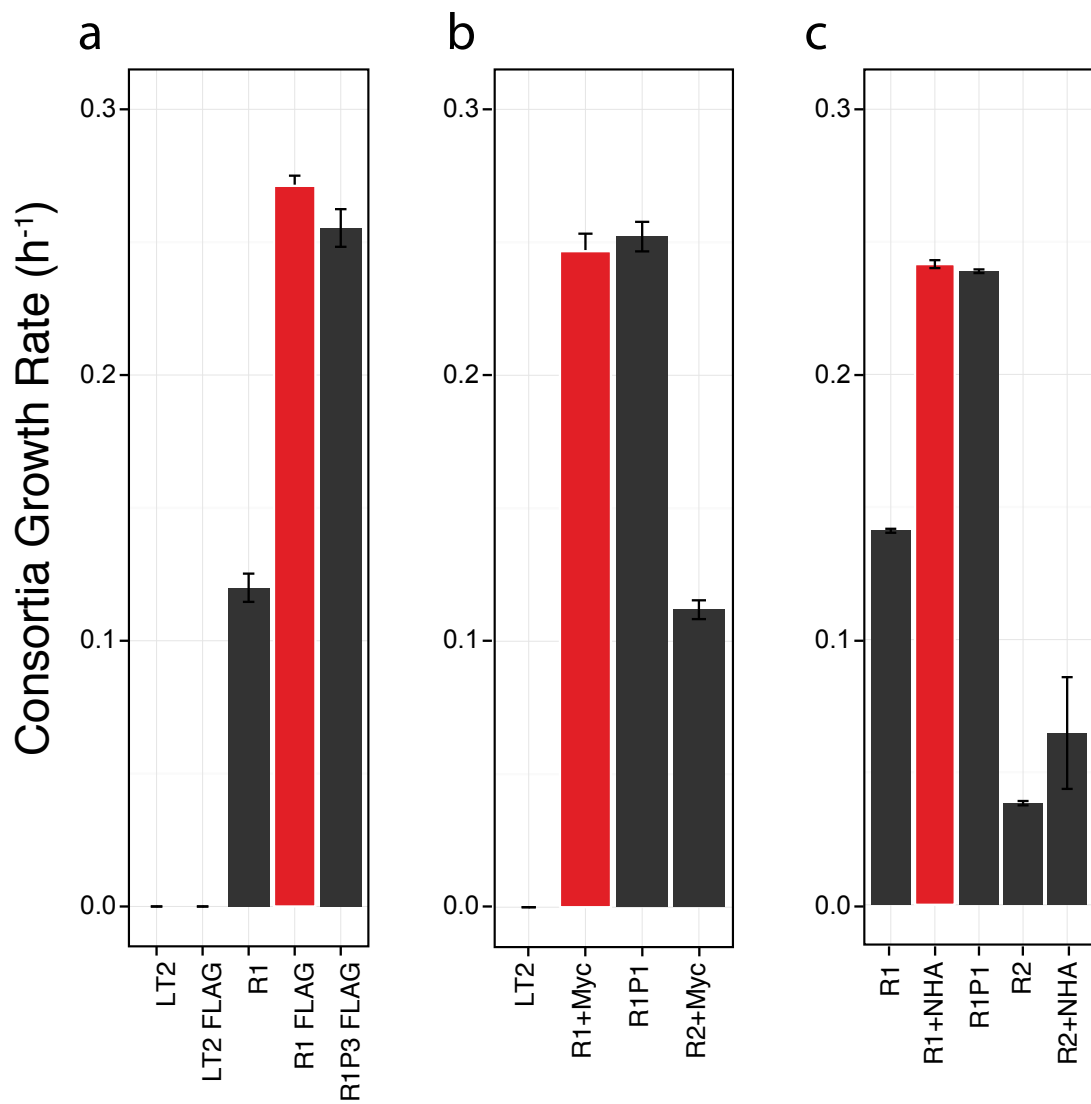 a
b
c
Consortia Growth Rate (h-1)
0.3
0.2
0.1
0.0
LT2
LT2 FLAG
R1
R1 FLAG
R1P3 FLAG
0.3
0.2
0.1
0.0
LT2
R1+Myc
R1P1
R2+Myc
0.3
0.2
0.1
0.0
R1
R1+NHA
R1P1
R2
R2+NHA